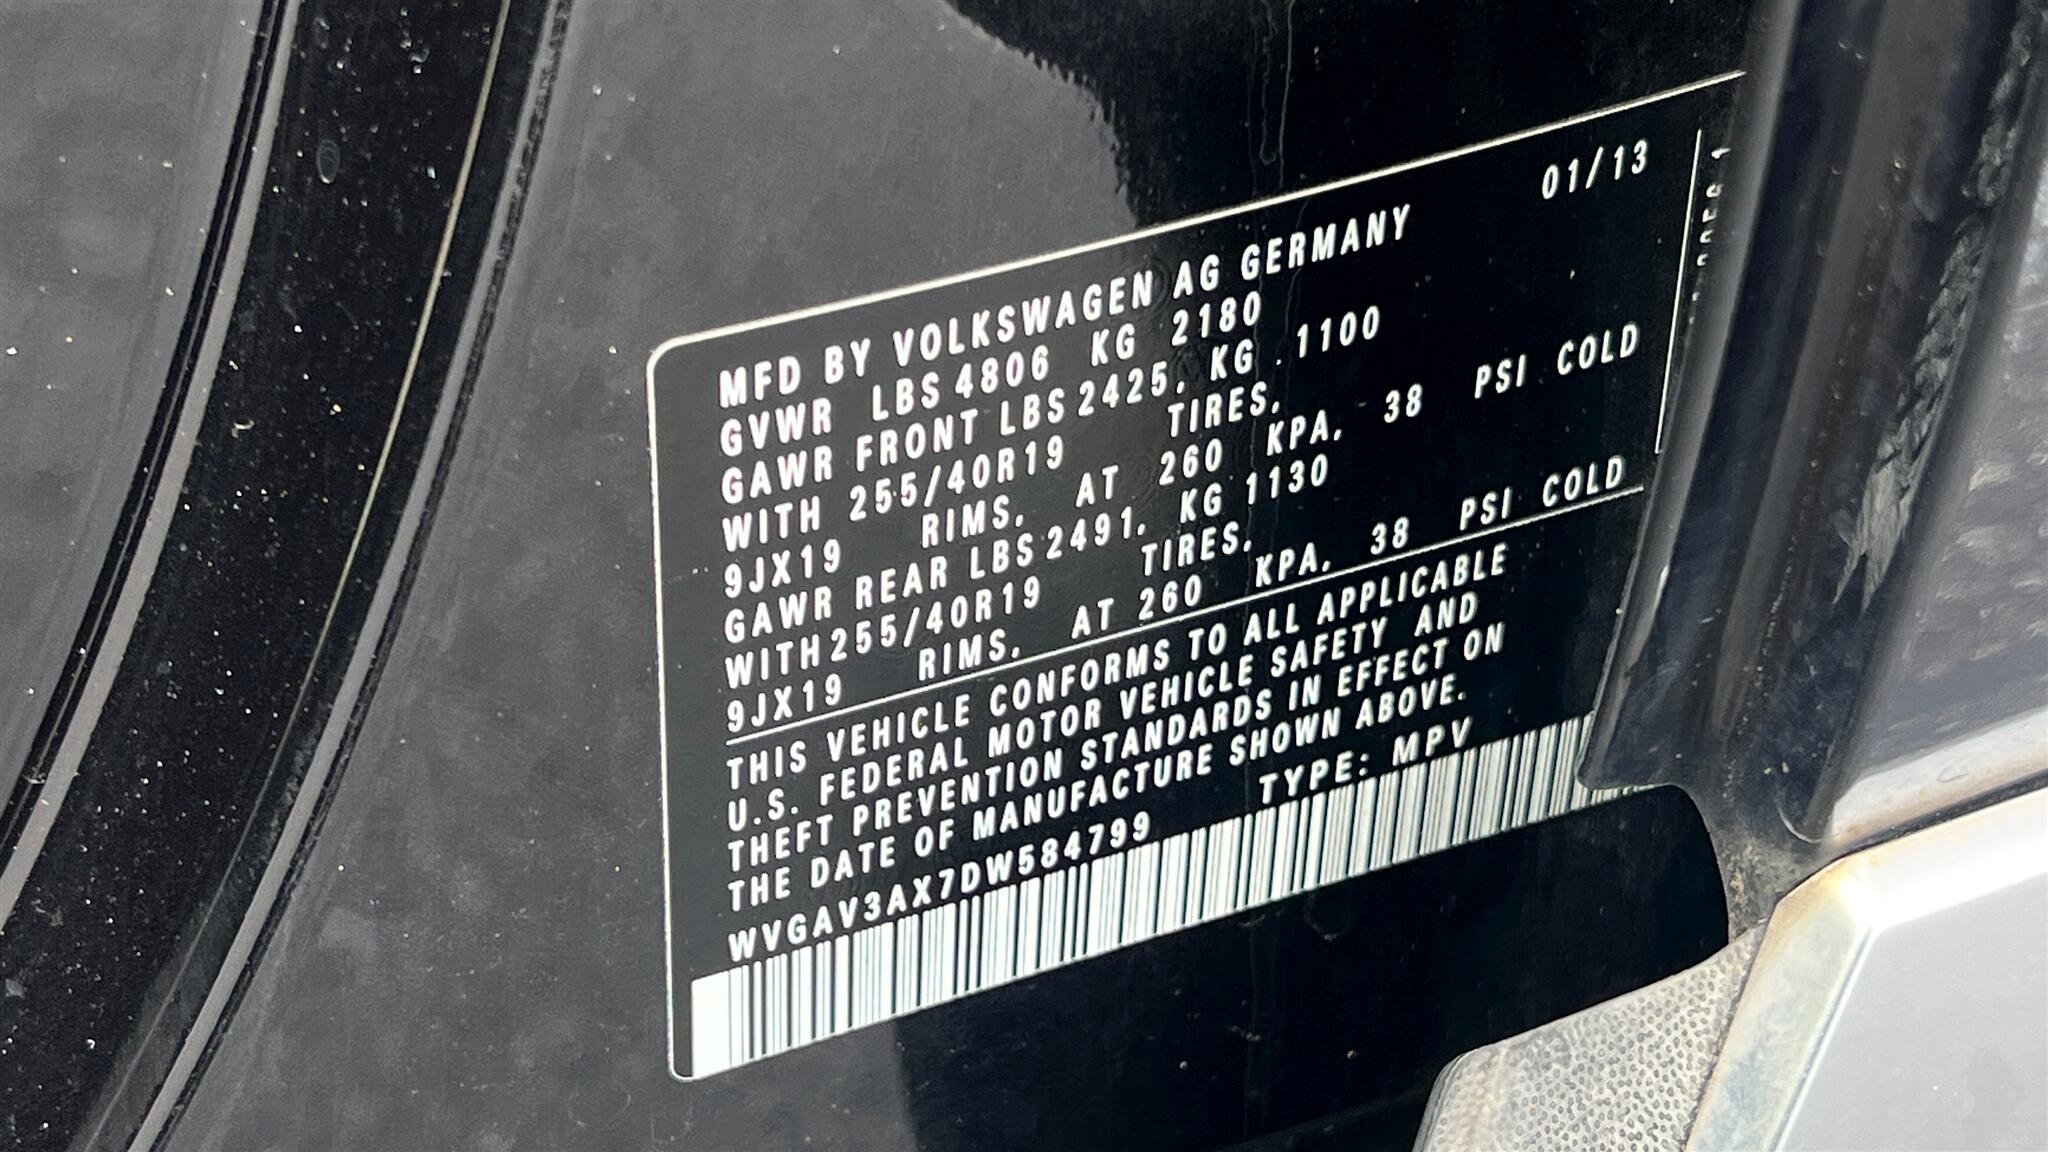 01/13
MFD BY VOLKSWAGEN AG GERMANY
GVWR LBS 4806 KG 2180
GAWR FRONT LBS 2425, KG . 1100
WITH 255/40R19 TIRES,
9JX19 RIMS, AT 260 KPA, 38 PSI COLD
GAWR REAR LBS 2491, KG 1130
WITH 255/40R19 TIRES,
9JX19 RIMS, AT 260 KPA, 38 PSI COLD
THIS VEHICLE CONFORMS TO ALL APPLICABLE
U.S. FEDERAL MOTOR VEHICLE SAFETY AND
THEFT PREVENTION STANDARDS IN EFFECT ON
THE DATE OF MANUFACTURE SHOWN ABOVE.
WVGAV3AX7DW584799 TYPE: MPV